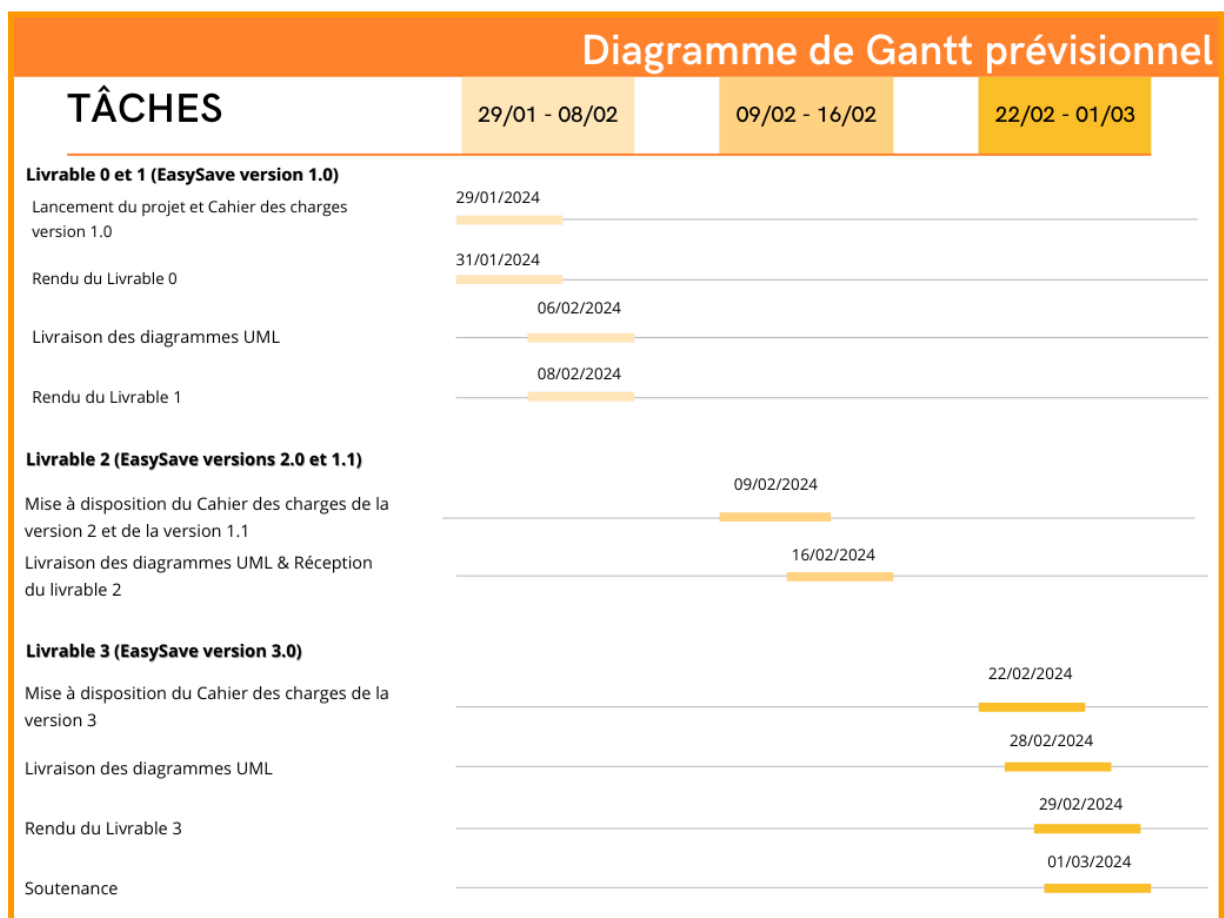 Diagramme de Gantt prévisionnel
TÂCHES
29/01 - 08/02
09/02 - 16/02
22/02 - 01/03
Livrable 0 et 1 (EasySave version 1.0)
Lancement du projet et Cahier des charges
version 1.0
29/01/2024
Rendu du Livrable 0
31/01/2024
Livraison des diagrammes UML
06/02/2024
Rendu du Livrable 1
08/02/2024
Livrable 2 (EasySave versions 2.0 et 1.1)
Mise à disposition du Cahier des charges de la
version 2 et de la version 1.1
09/02/2024
Livraison des diagrammes UML & Réception
du livrable 2
16/02/2024
Livrable 3 (EasySave version 3.0)
Mise à disposition du Cahier des charges de la
version 3
22/02/2024
Livraison des diagrammes UML
28/02/2024
Rendu du Livrable 3
29/02/2024
Soutenance
01/03/2024